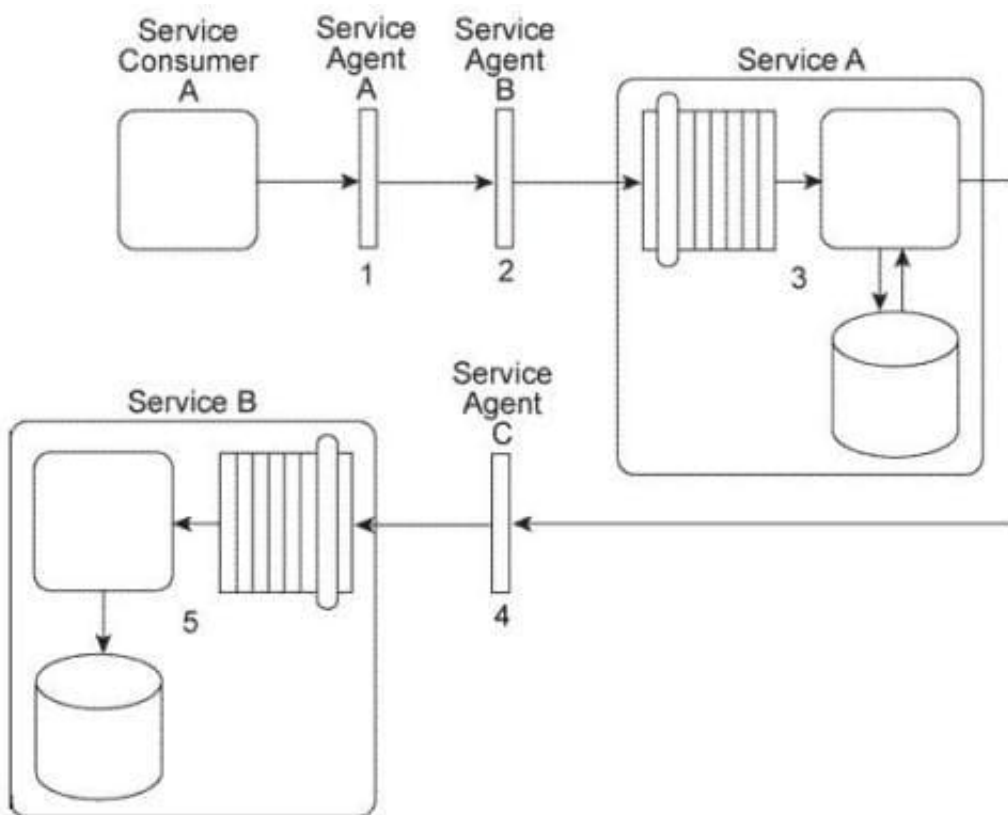 Service
Consumer
A
Service
Agent
A
Service
Agent
B
Service A
1
2
3
Service B
Service
Agent
C
4
5